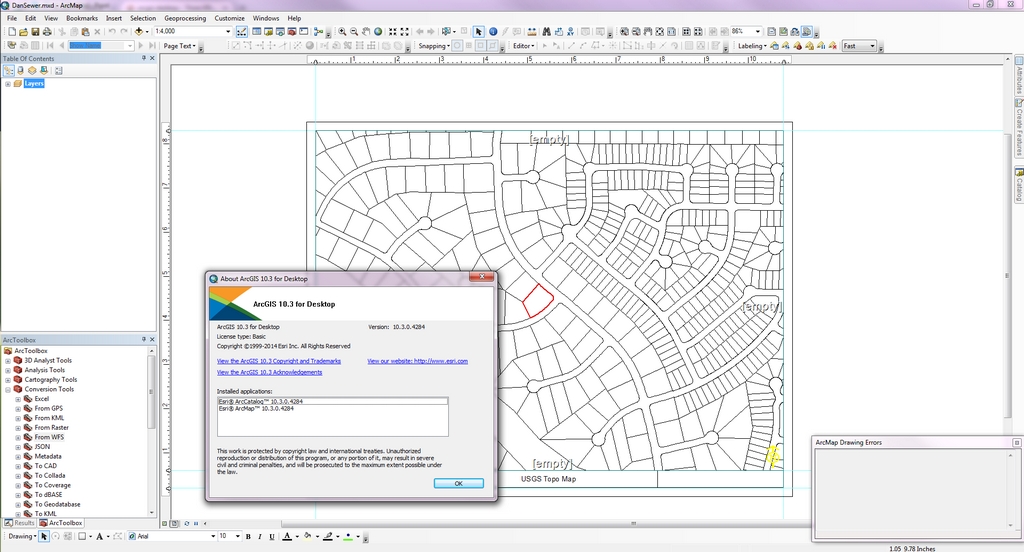 DanSewer.mxd - ArcMap
File Edit View Bookmarks Insert Selection Geoprocessing Customize Windows Help
1:4,000
86%
Page Text
Snapping
Editor
Labeling
Fast
Table Of Contents
Layers
ArcToolbox
ArcToolbox
3D Analyst Tools
Analysis Tools
Cartography Tools
Conversion Tools
Excel
From GPS
From KML
From Raster
From WFS
JSON
Metadata
To CAD
To Collada
To Coverage
To dBASE
To Geodatabase
To KML
Results ArcToolbox
[empty]
[empty]
[empty]
USGS Topo Map
About ArcGIS 10.3 for Desktop
ArcGIS 10.3 for Desktop
ArcGIS 10.3 for Desktop Version: 10.3.0.4284
License type: Basic
Copyright ©1999-2014 Esri Inc. All Rights Reserved
View the ArcGIS 10.3 Copyright and Trademarks View our website: http://www.esri.com
View the ArcGIS 10.3 Acknowledgements
Installed applications:
Esri® ArcCatalog™ 10.3.0.4284
Esri® ArcMap™ 10.3.0.4284
This work is protected by copyright law and international treaties. Unauthorized
reproduction or distribution of this program, or any portion of it, may result in severe
civil and criminal penalties, and will be prosecuted to the maximum extent possible under
the law.
OK
ArcMap Drawing Errors
Attributes
Create Features
Catalog
Drawing Arial 10 B I U A
1.05 9.78 Inches